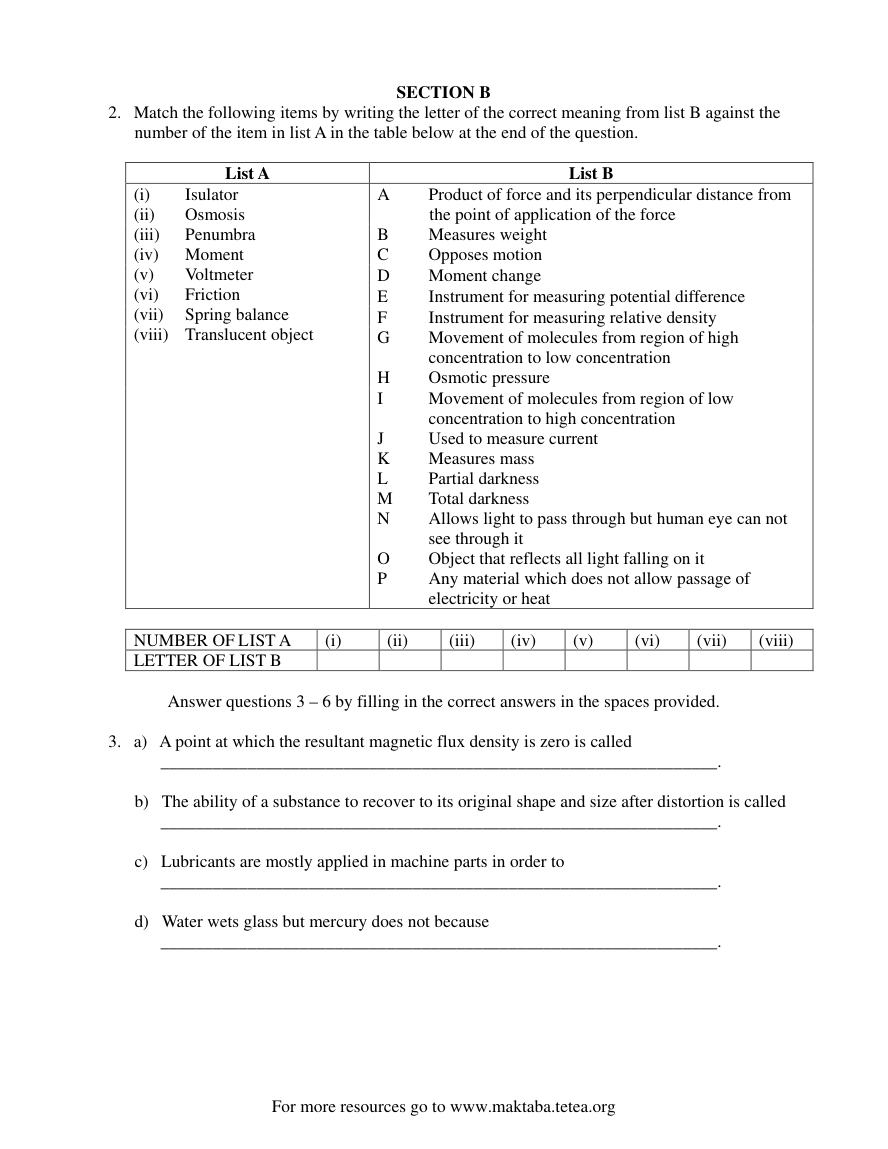 SECTION B
2. Match the following items by writing the letter of the correct meaning from list B against the
number of the item in list A in the table below at the end of the question.
List A
(i) Isulator
(ii) Osmosis
(iii) Penumbra
(iv) Moment
(v) Voltmeter
(vi) Friction
(vii) Spring balance
(viii) Translucent object
List B
A Product of force and its perpendicular distance from
the point of application of the force
B Measures weight
C Opposes motion
D Moment change
E Instrument for measuring potential difference
F Instrument for measuring relative density
G Movement of molecules from region of high
concentration to low concentration
H Osmotic pressure
I Movement of molecules from region of low
concentration to high concentration
J Used to measure current
K Measures mass
L Partial darkness
M Total darkness
N Allows light to pass through but human eye can not
see through it
O Object that reflects all light falling on it
P Any material which does not allow passage of
electricity or heat
NUMBER OF LIST A (i) (ii) (iii) (iv) (v) (vi) (vii) (viii)
LETTER OF LIST B
Answer questions 3 – 6 by filling in the correct answers in the spaces provided.
3. a) A point at which the resultant magnetic flux density is zero is called
________________________________________________________________.
b) The ability of a substance to recover to its original shape and size after distortion is called
________________________________________________________________.
c) Lubricants are mostly applied in machine parts in order to
________________________________________________________________.
d) Water wets glass but mercury does not because
________________________________________________________________.
For more resources go to www.maktaba.tetea.org